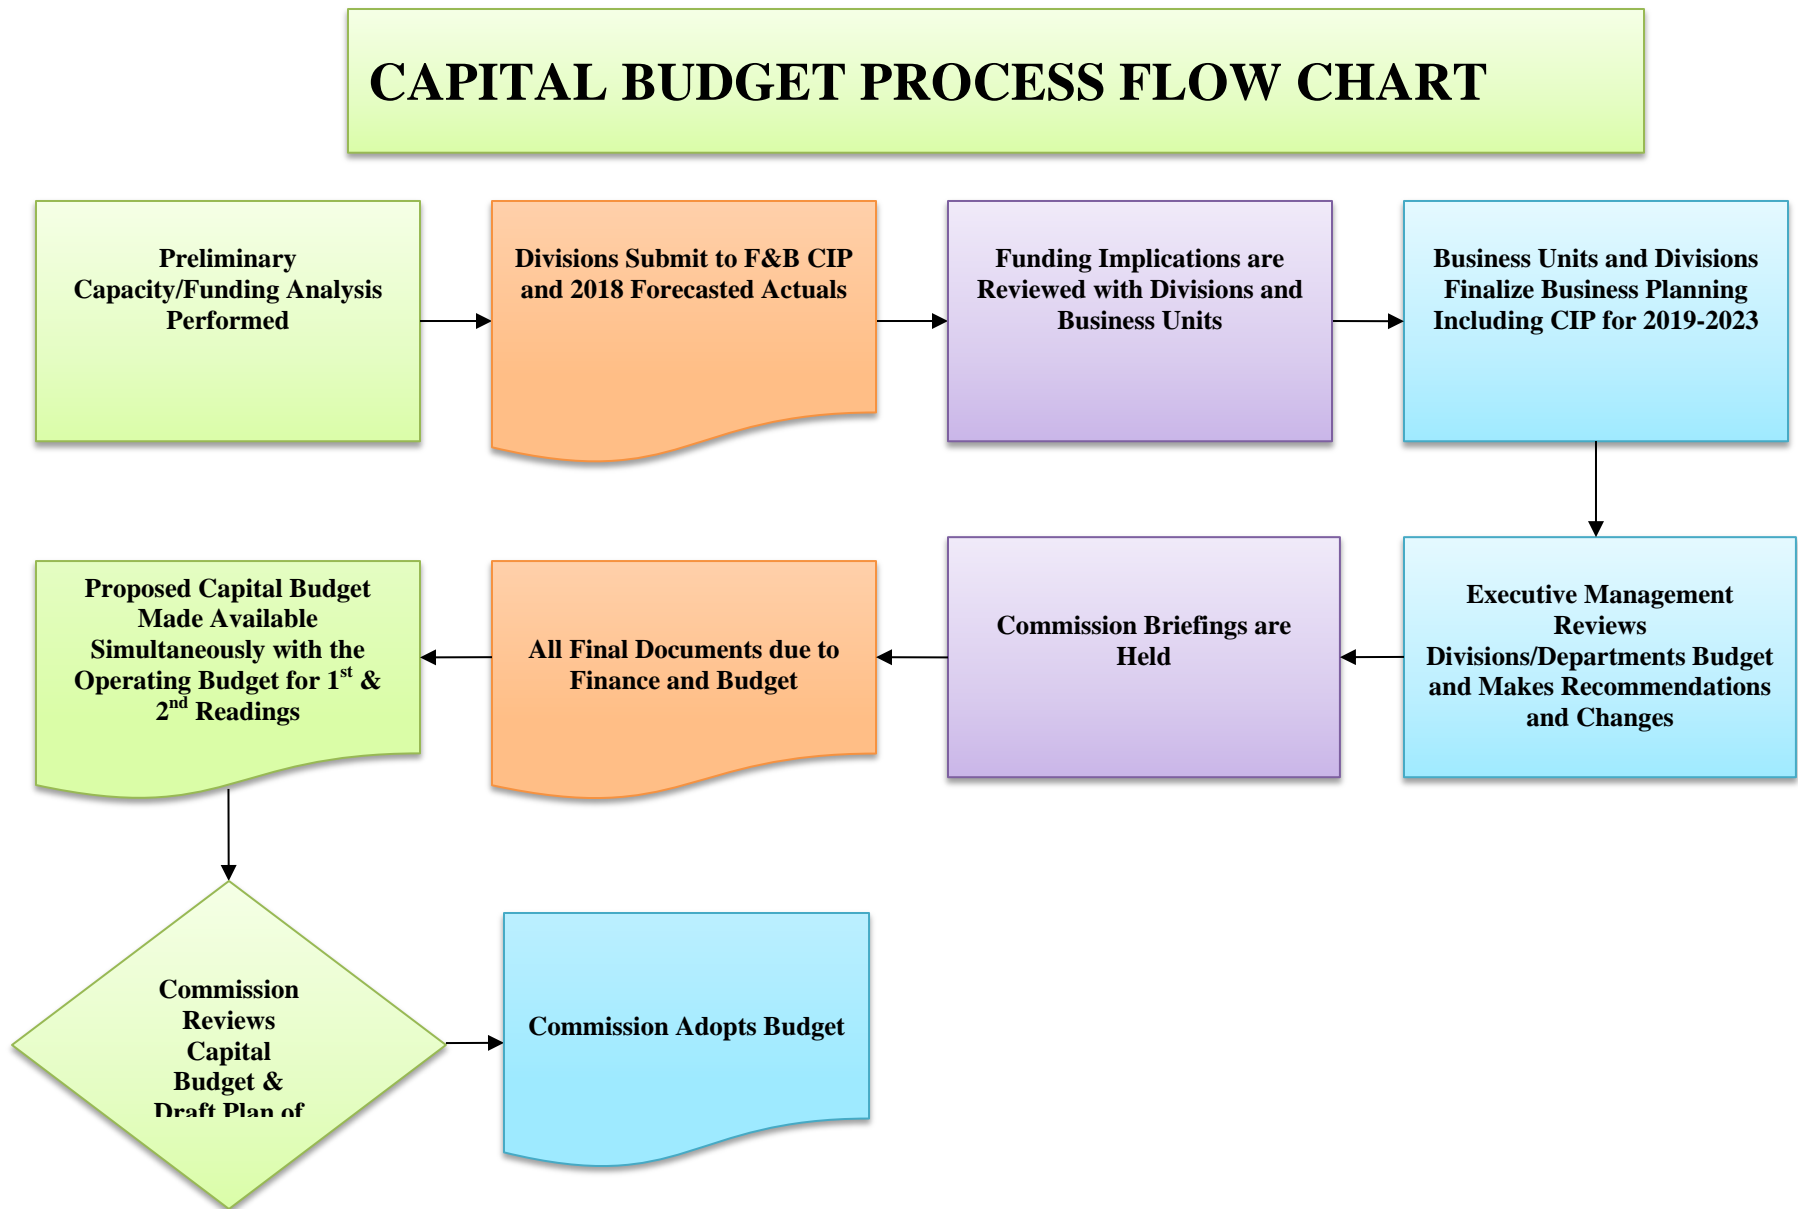 CAPITAL BUDGET PROCESS FLOW CHART
Preliminary
Capacity/Funding Analysis
Performed
Divisions Submit to F&B CIP
and 2018 Forecasted Actuals
Funding Implications are
Reviewed with Divisions and
Business Units
Business Units and Divisions
Finalize Business Planning
Including CIP for 2019-2023
Executive Management
Reviews
Divisions/Departments Budget
and Makes Recommendations
and Changes
Commission Briefings are
Held
All Final Documents due to
Finance and Budget
Proposed Capital Budget
Made Available
Simultaneously with the
Operating Budget for 1st &
2nd Readings
Commission
Reviews
Capital
Budget &
Draft Plan of
Commission Adopts Budget